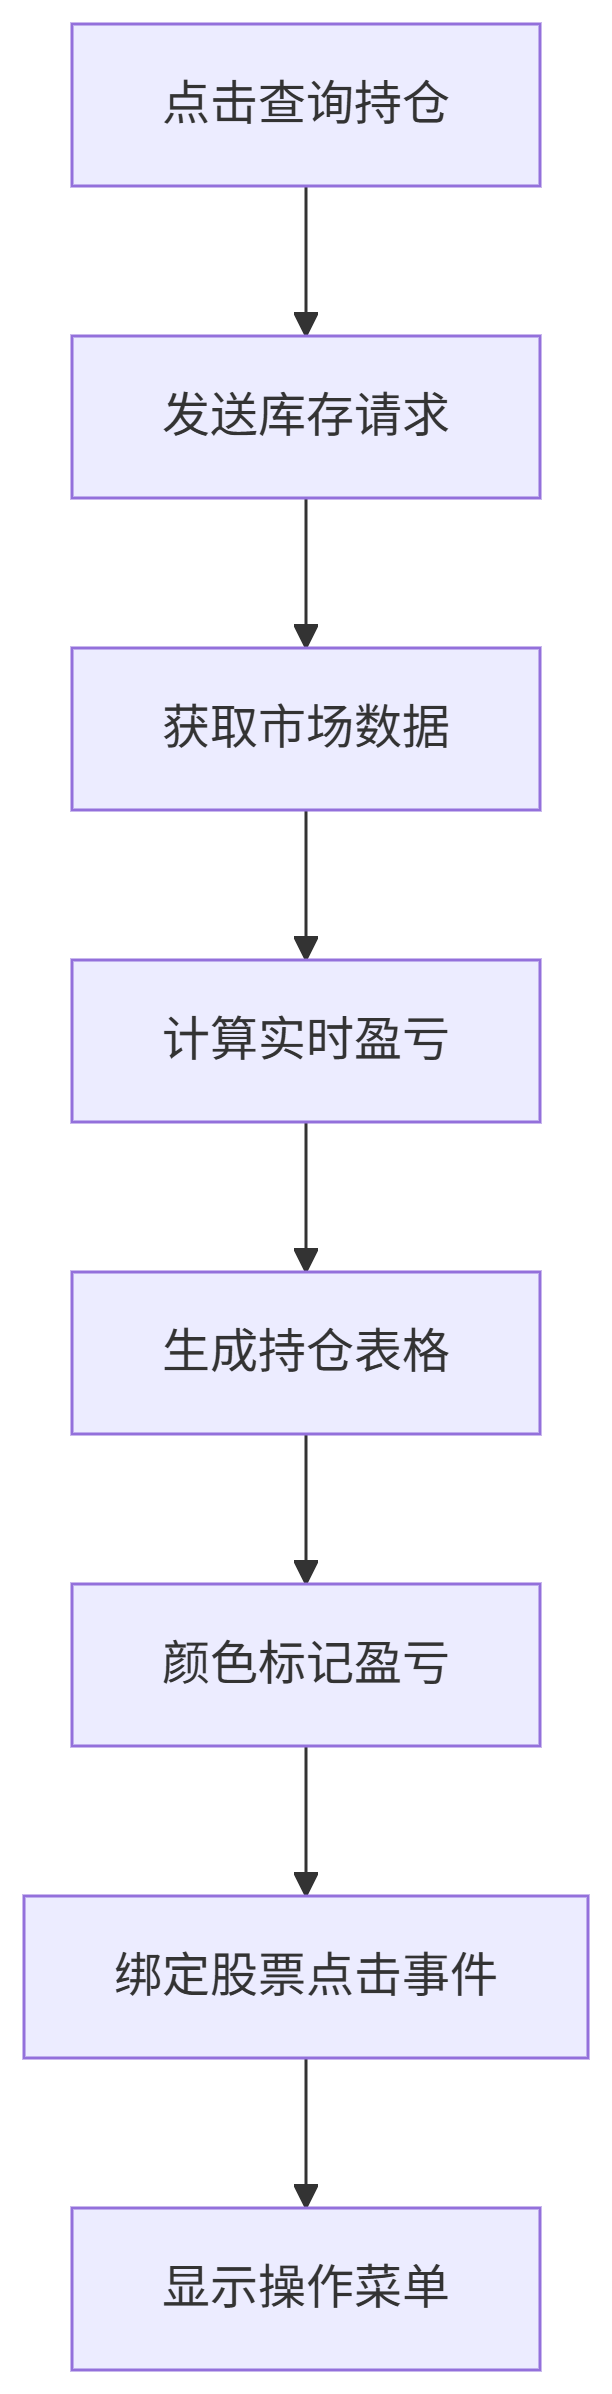 点击查询持仓
发送库存请求
获取市场数据
计算实时盈亏
生成持仓表格
颜色标记盈亏
绑定股票点击事件
显示操作菜单